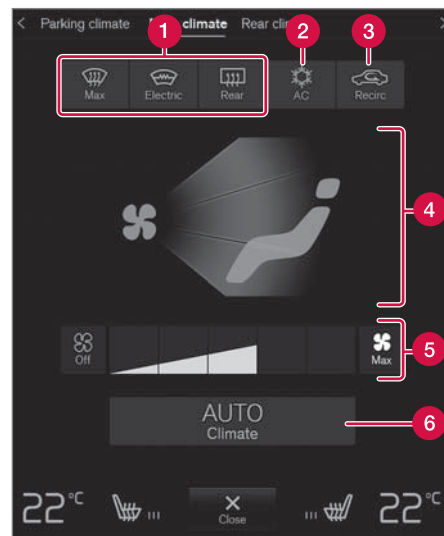 Parking climate climate Rear
1 2 3
Max Electric Rear AC Recirc
4
Off Max
5
AUTO
Climate
6
22°C 22°C
Close